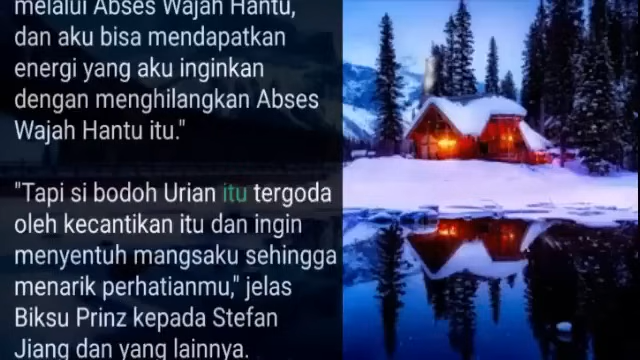 melalui Abses Wajah Hantu,
dan aku bisa mendapatkan
energi yang aku inginkan
dengan menghilangkan Abses
Wajah Hantu itu."
"Tapi si bodoh Urian itu tergoda
oleh kecantikan itu dan ingin
menyentuh mangsaku sehingga
menarik perhatianmu," jelas
Biksu Prinz kepada Stefan
Jiang dan yang lainnya.